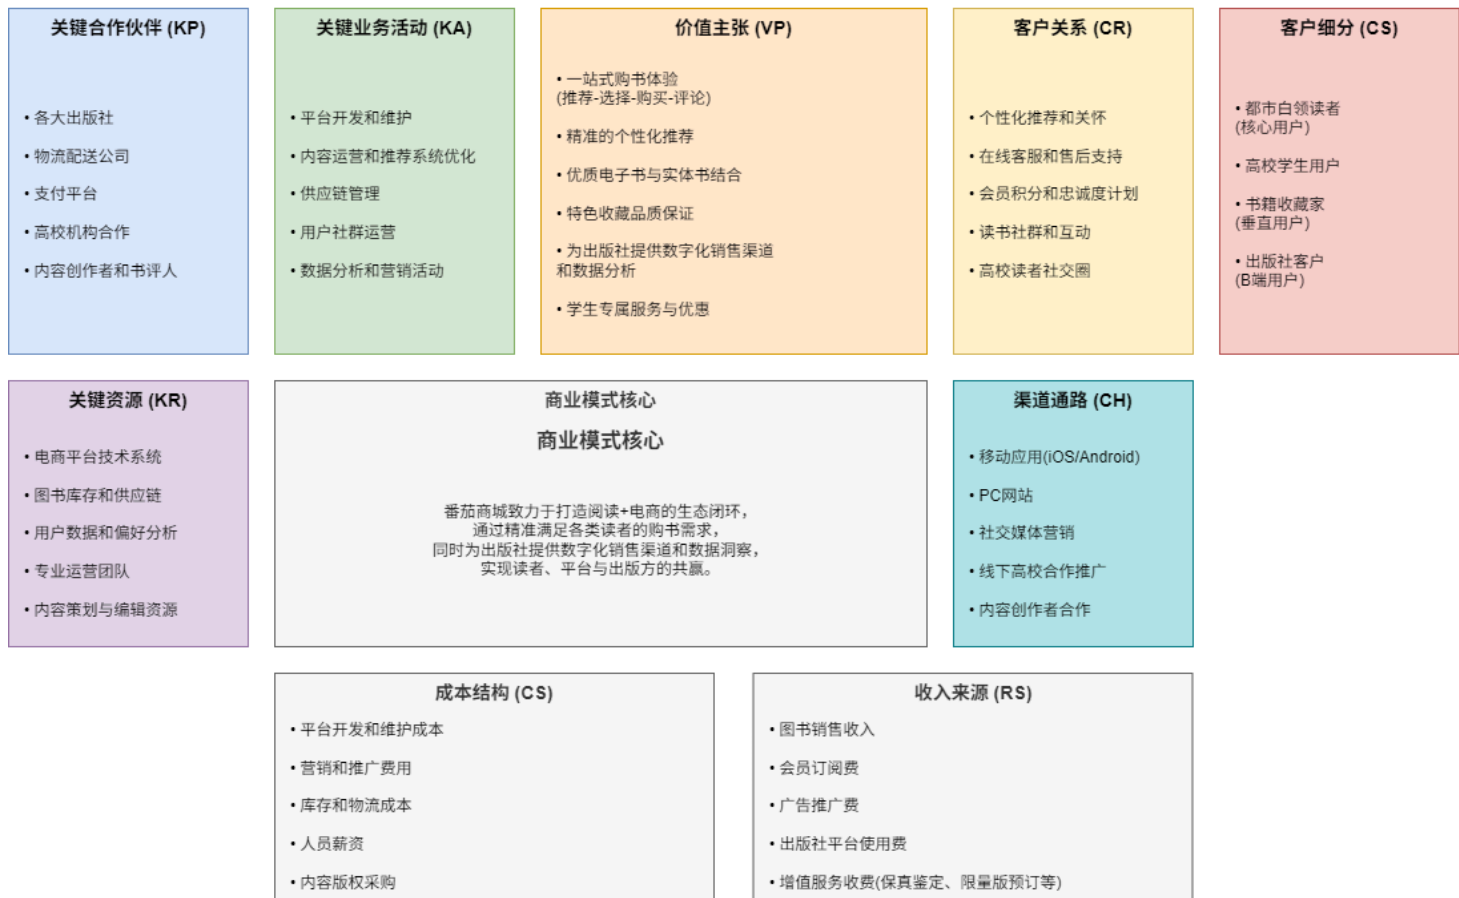 关键合作伙伴 (KP)
• 各大出版社
• 物流配送公司
• 支付平台
• 高校机构合作
• 内容创作者和书评人
关键业务活动 (KA)
• 平台开发和维护
• 内容运营和推荐系统优化
• 供应链管理
• 用户社群运营
• 数据分析和营销活动
价值主张 (VP)
• 一站式购书体验
(推荐-选择-购买-评论)
• 精准的个性化推荐
• 优质电子书与实体书结合
• 特色收藏品质保证
• 为出版社提供数字化销售渠道
和数据分析
• 学生专属服务与优惠
客户关系 (CR)
• 个性化推荐和关怀
• 在线客服和售后支持
• 会员积分和忠诚度计划
• 读书社群和互动
• 高校读者社交圈
客户细分 (CS)
• 都市白领读者
(核心用户)
• 高校学生用户
• 书籍收藏家
(垂直用户)
• 出版社客户
(B端用户)
关键资源 (KR)
• 电商平台技术系统
• 图书库存和供应链
• 用户数据和偏好分析
• 专业运营团队
• 内容策划与编辑资源
商业模式核心
商业模式核心
番茄商城致力于打造阅读+电商的生态闭环，
通过精准满足各类读者的购书需求，
同时为出版社提供数字化销售渠道和数据洞察，
实现读者、平台与出版方的共赢。
渠道通路 (CH)
• 移动应用(iOS/Android)
• PC网站
• 社交媒体营销
• 线下高校合作推广
• 内容创作者合作
成本结构 (CS)
• 平台开发和维护成本
• 营销和推广费用
• 库存和物流成本
• 人员薪资
• 内容版权采购
收入来源 (RS)
• 图书销售收入
• 会员订阅费
• 广告推广费
• 出版社平台使用费
• 增值服务收费(保真鉴定、限量版预订等)